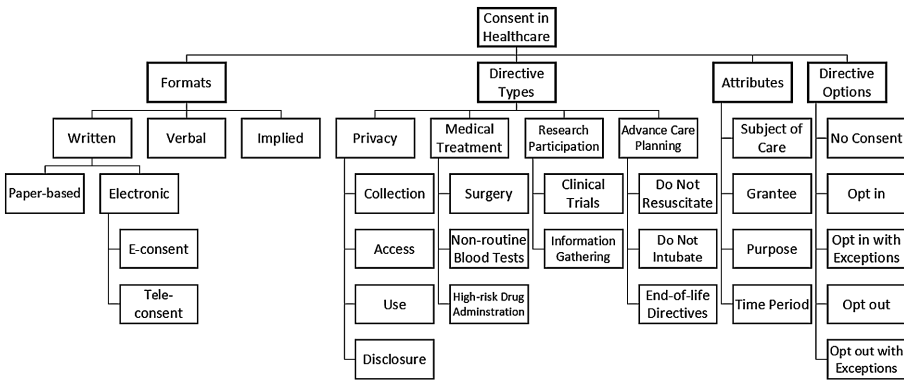 Consent in
Healthcare
Formats
Directive
Types
Attributes
Directive
Options
Written
Verbal
Implied
Privacy
Medical
Treatment
Research
Participation
Advance Care
Planning
Subject of
Care
No Consent
Paper-based
Electronic
Collection
Surgery
Clinical
Trials
Do Not
Resuscitate
Grantee
Opt in
E-consent
Access
Non-routine
Blood Tests
Information
Gathering
Do Not
Intubate
Purpose
Opt in with
Exceptions
Tele-
consent
Use
High-risk Drug
Adminstration
End-of-life
Directives
Time Period
Opt out
Disclosure
Opt out with
Exceptions